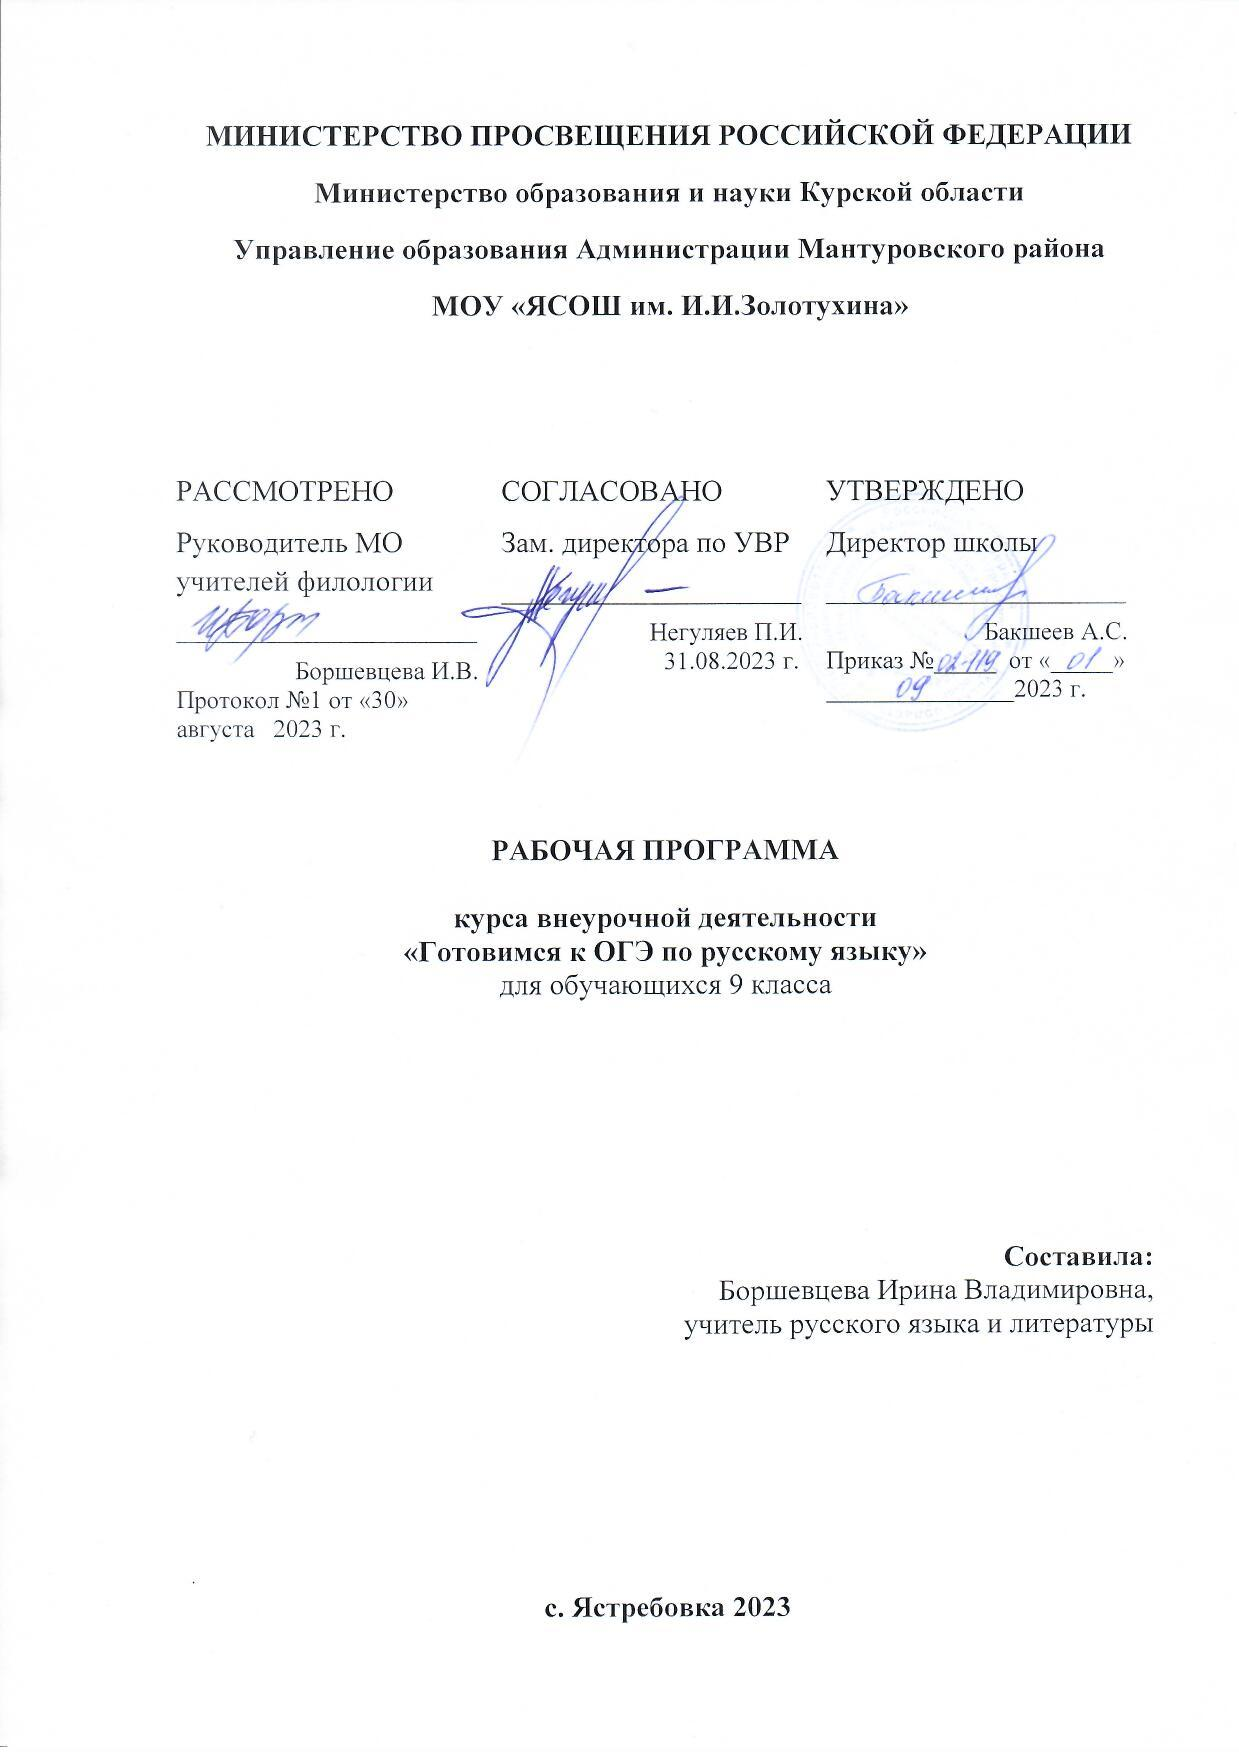 МИНИСТЕРСТВО ПРОСВЕЩЕНИЯ РОССИЙСКОЙ ФЕДЕРАЦИИ
Министерство образования и науки Курской области
Управление образования Администрации Мантуровского района
МОУ «ЯСОШ им. И.И.Золотухина»
РАССМОТРЕНО
Руководитель МО
учителей филологии
Боршевцева И.В.
Протокол №1 от «30»
августа 2023 г.
СОГЛАСОВАНО
Зам. директора по УВР
Негуляев П.И.
31.08.2023 г.
УТВЕРЖДЕНО
Директор школы
Бакшеев А.С.
Приказ № 02-119 от « 01 »
09 2023 г.
РАБОЧАЯ ПРОГРАММА
курса внеурочной деятельности
«Готовимся к ОГЭ по русскому языку»
для обучающихся 9 класса
Составила:
Боршевцева Ирина Владимировна,
учитель русского языка и литературы
с. Ястребовка 2023